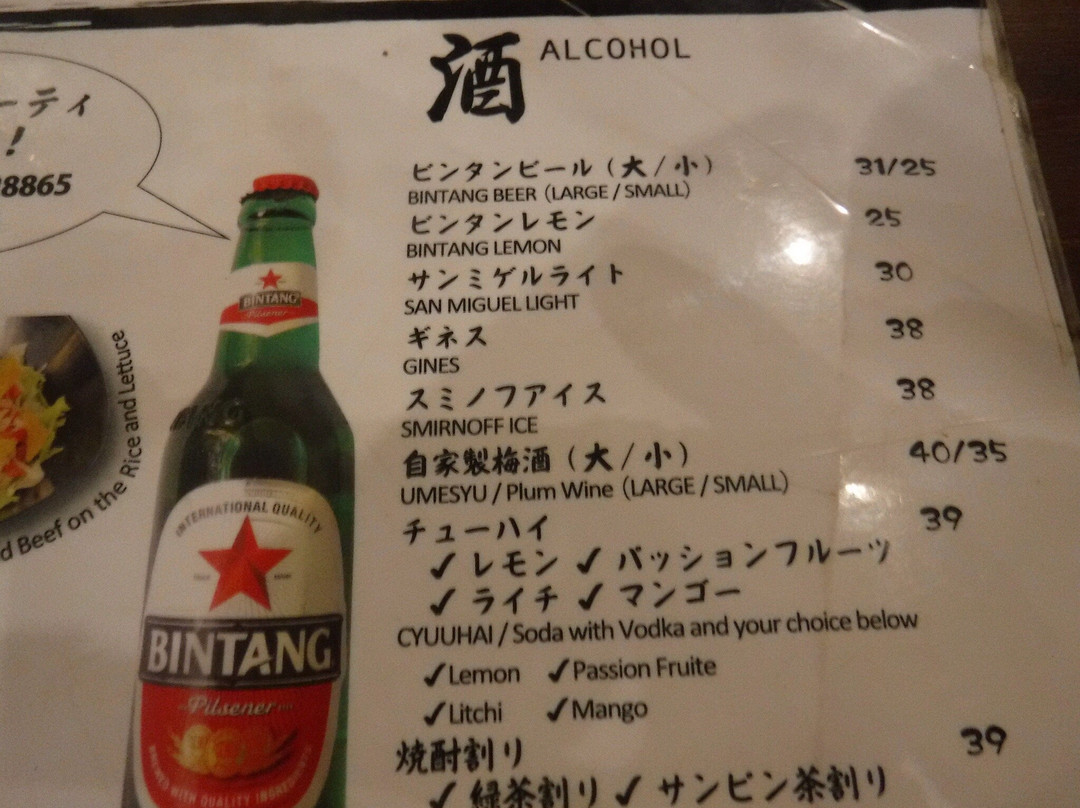 ーティ
！
38865
酒 ALCOHOL
ビンタンビール（大/小） 31/25
BINTANG BEER（LARGE / SMALL）
ビンタンレモン 25
BINTANG LEMON
サンミゲルライト 30
SAN MIGUEL LIGHT
ギネス 38
GINES
スミノフアイス 38
SMIRNOFF ICE
自家製梅酒（大/小） 40/35
UMESYU / Plum Wine（LARGE / SMALL）
チューハイ 39
✓ レモン ✓ パッションフルーツ
✓ ライチ ✓ マンゴー
CYUUHAI / Soda with Vodka and your choice below
✓Lemon ✓Passion Fruite
✓Litchi ✓Mango
焼酎割り 39
✓ 緑茶割り ✓ サンピン茶割り
d Beef on the Rice and Lettuce
BINTANG
Pilsener
INTERNATIONAL QUALITY
BINTANG
Pilsener
BREWED WITH QUALITY INGREDIENTS